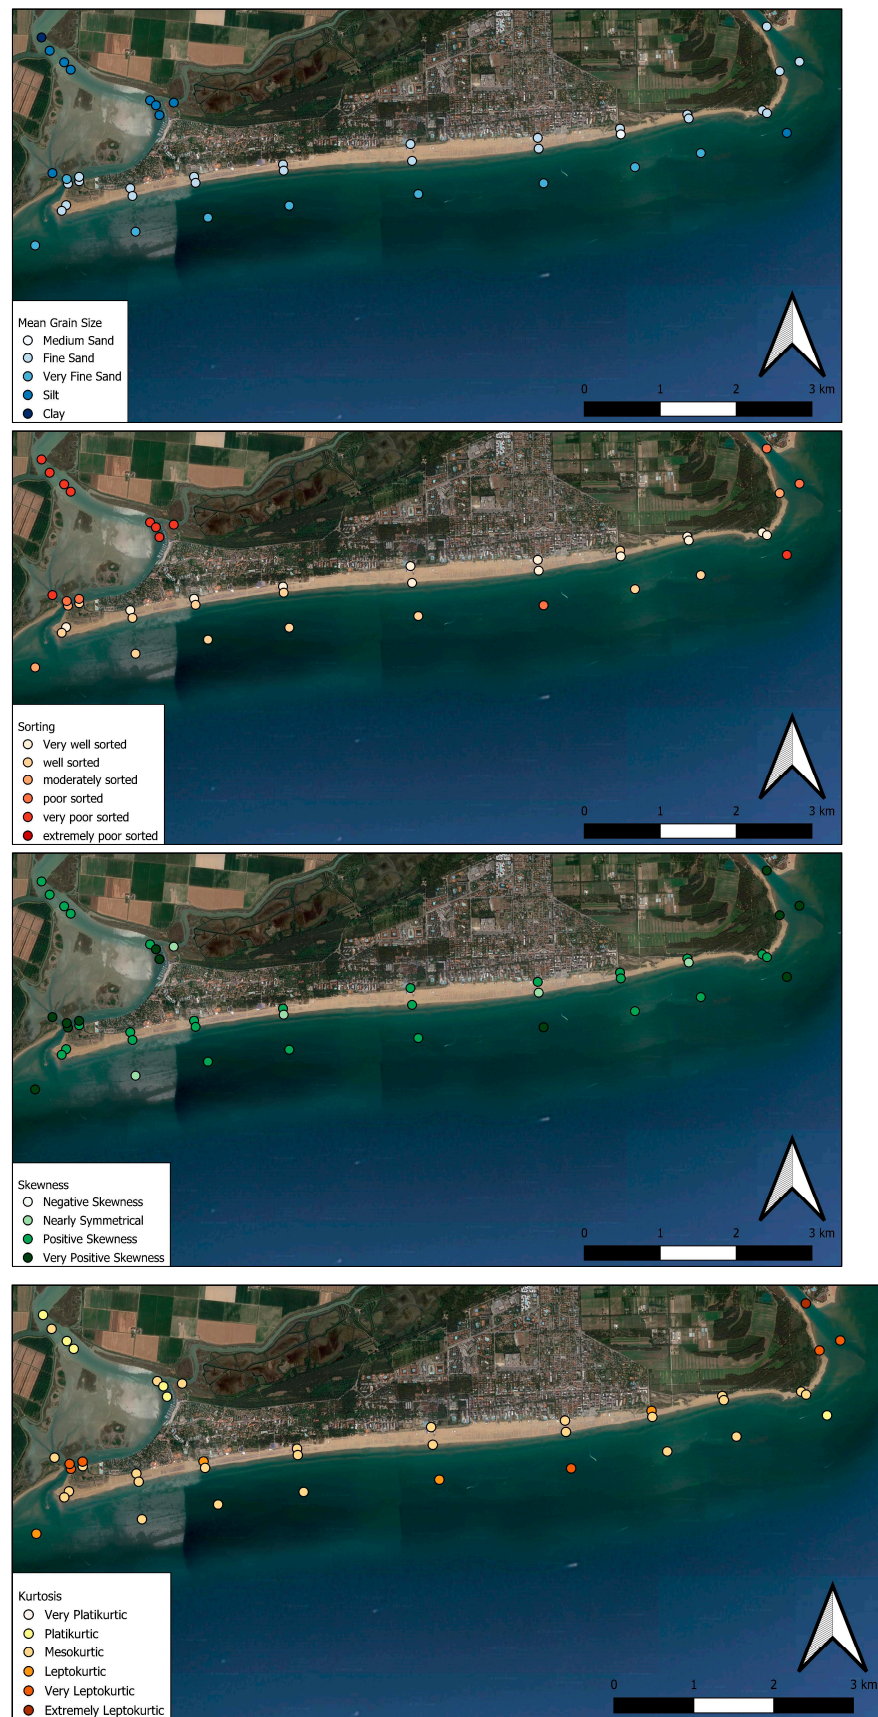 Mean Grain Size
Medium Sand
Fine Sand
Very Fine Sand
Silt
Clay
0 1 2 3 km
Sorting
Very well sorted
well sorted
moderately sorted
poor sorted
very poor sorted
extremely poor sorted
0 1 2 3 km
Skewness
Negative Skewness
Nearly Symmetrical
Positive Skewness
Very Positive Skewness
0 1 2 3 km
Kurtosis
Very Platikurtic
Platikurtic
Mesokurtic
Leptokurtic
Very Leptokurtic
Extremely Leptokurtic
0 1 2 3 km